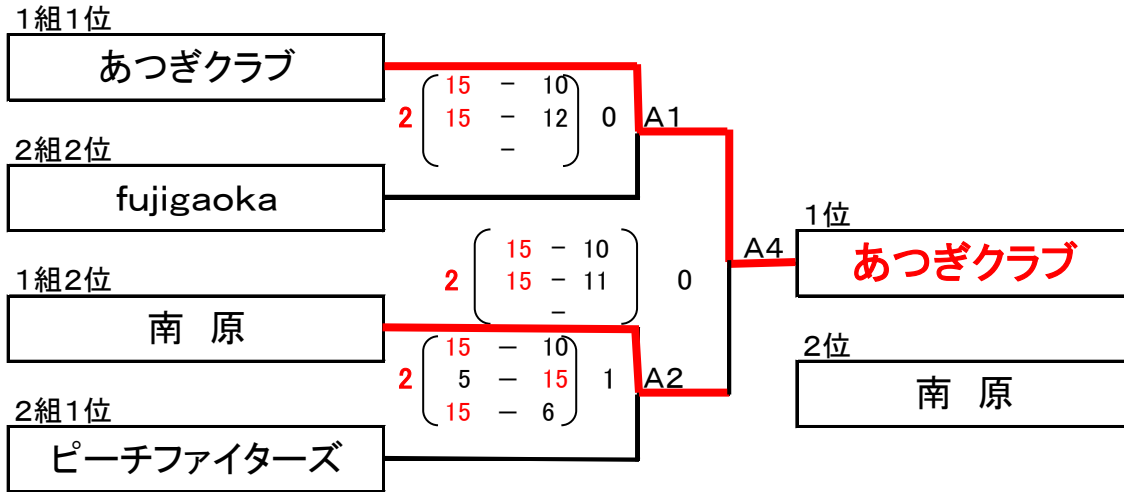 1組1位
あつぎクラブ
15 － 10
2 15 － 12 0 A1
－
2組2位
fujigaoka
1位
15 － 10
A4
あつぎクラブ
2 15 － 11 0
－
1組2位
南 原
2位
15 － 10
2 5 － 15 1 A2
15 － 6
南 原
2組1位
ピーチファイターズ